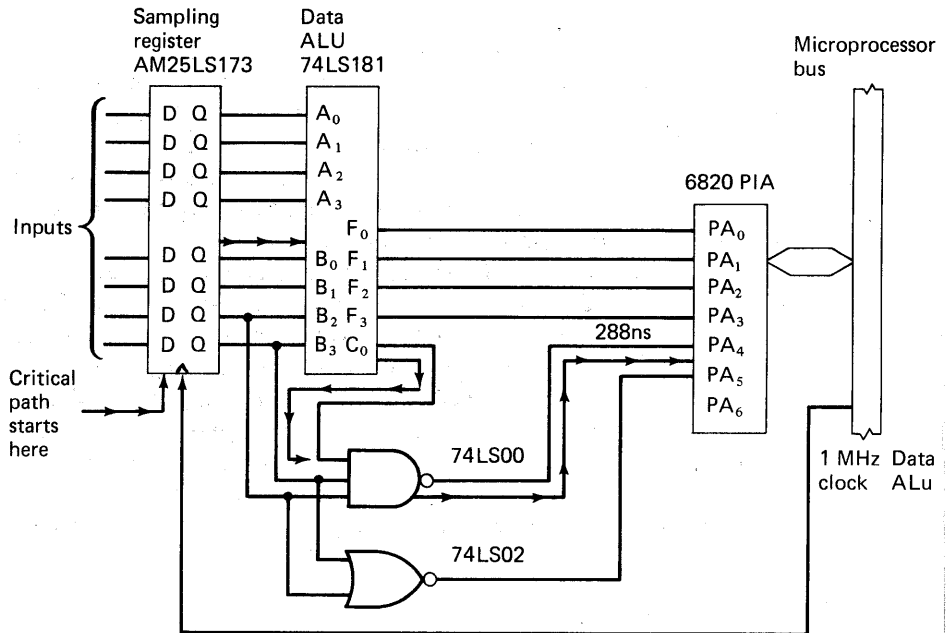 Sampling
register
AM25LS173
Data
ALU
74LS181
Microprocessor
bus
6820 PIA
Inputs
D Q
D Q
D Q
D Q
D Q
D Q
D Q
D Q
A0
A1
A2
A3
F0
B0 F1
B1 F2
B2 F3
B3 C0
PA0
PA1
PA2
PA3
PA4
PA5
PA6
288ns
Critical
path
starts
here
74LS00
74LS02
1 MHz Data
clock ALu